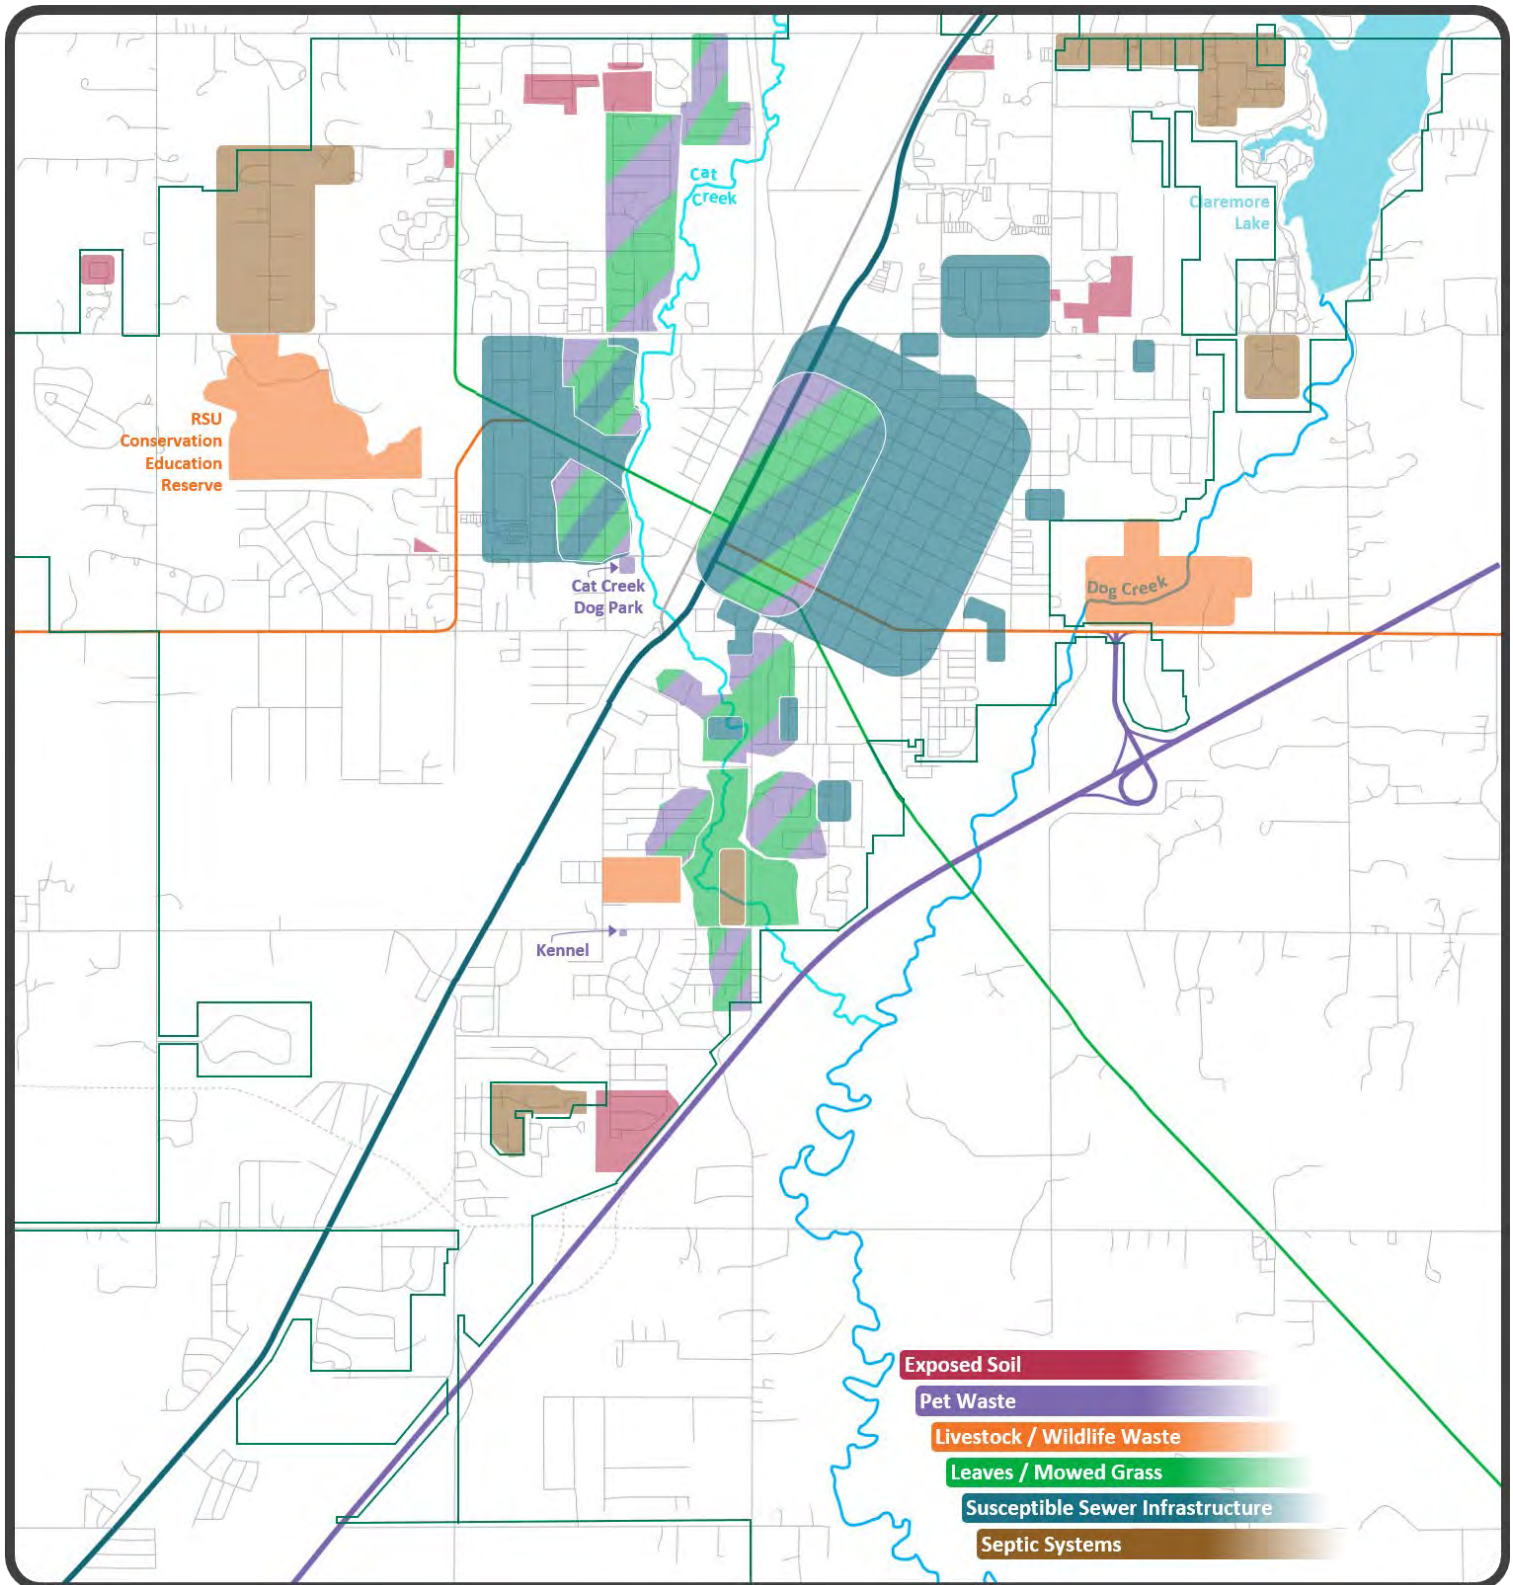 Cat
Creek
Claremore
Lake
RSU
Conservation
Education
Reserve
Cat Creek
Dog Park
Dog Creek
Kennel
Exposed Soil
Pet Waste
Livestock / Wildlife Waste
Leaves / Mowed Grass
Susceptible Sewer Infrastructure
Septic Systems